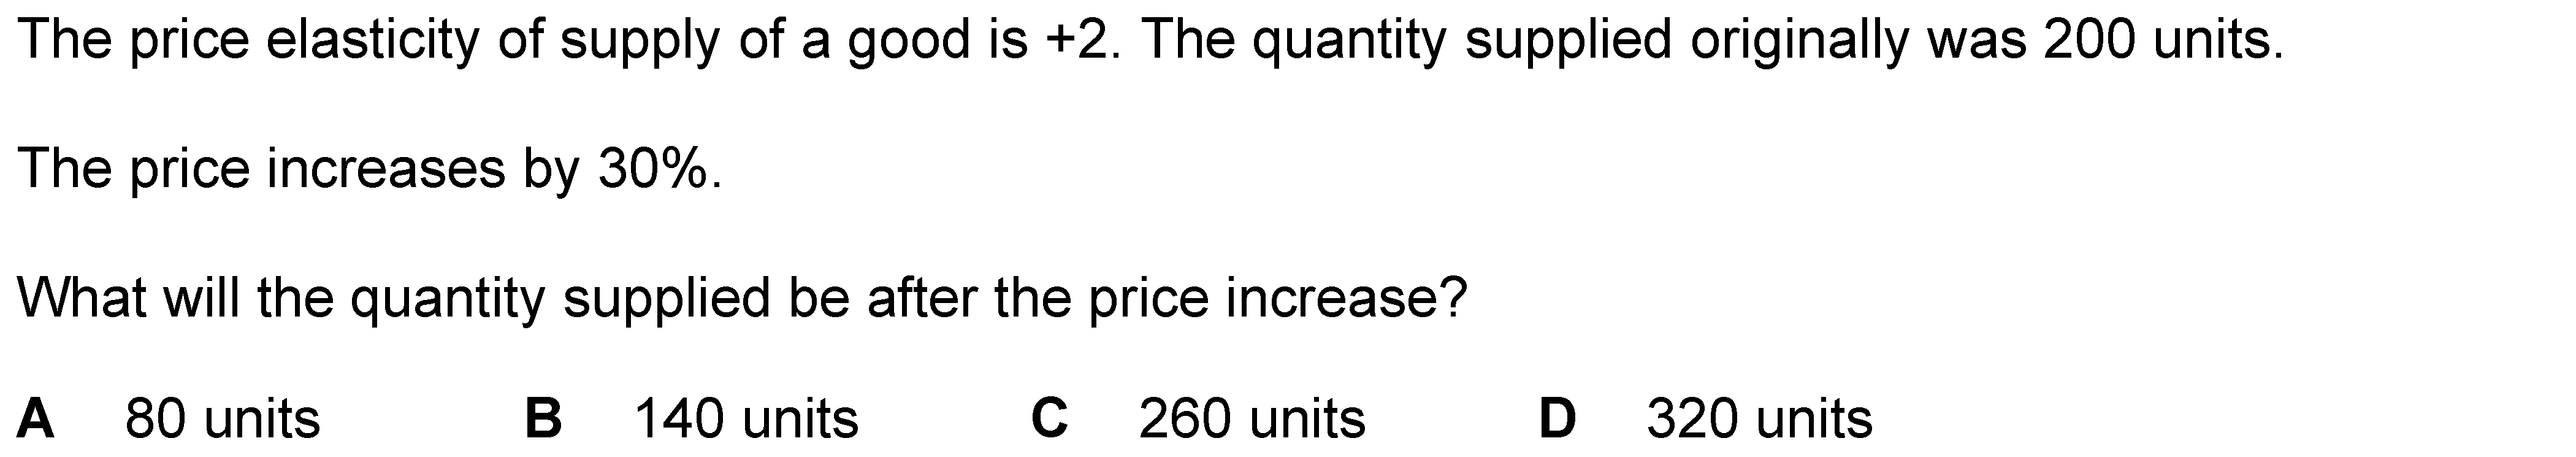 The price elasticity of supply of a good is +2. The quantity supplied originally was 200 units.
The price increases by 30%.
What will the quantity supplied be after the price increase?
A 80 units B 140 units C 260 units D 320 units